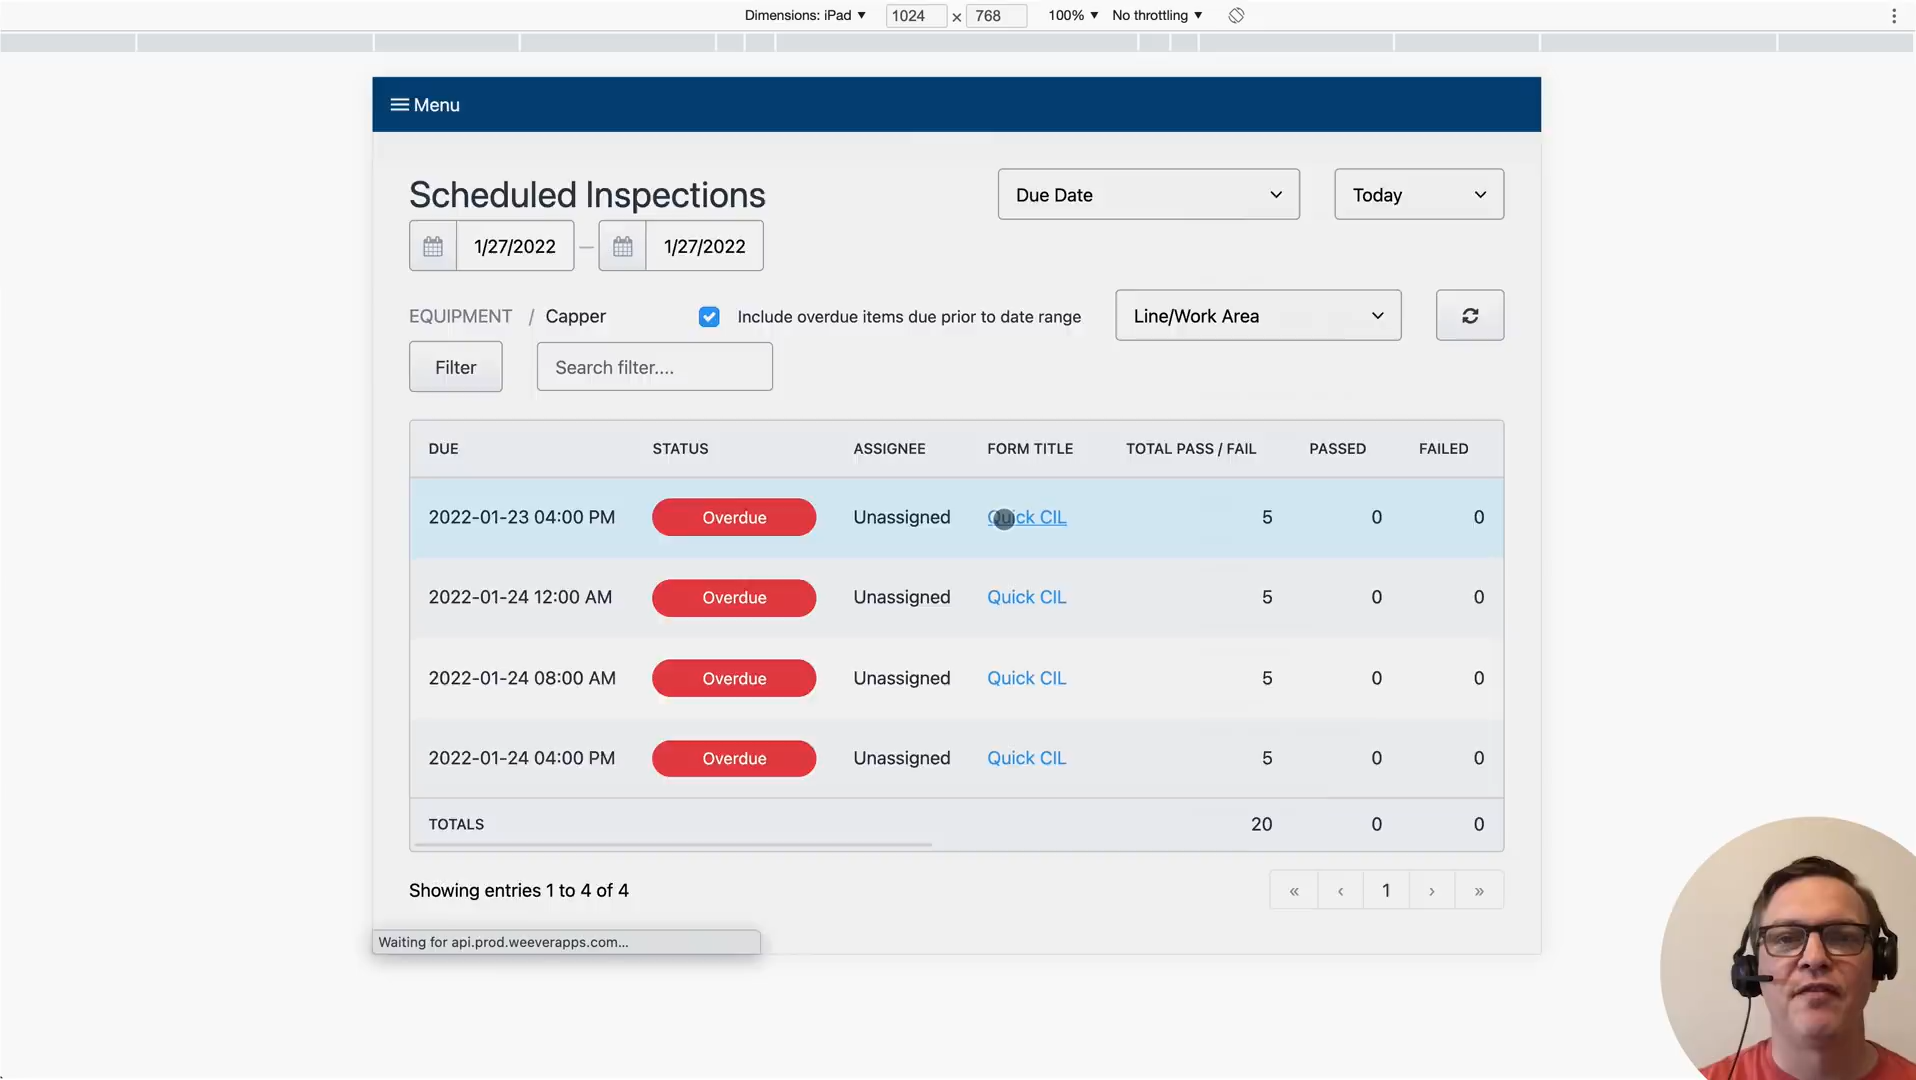 Dimensions: iPad ▼ 1024 × 768 100% ▼ No throttling ▼
Menu
Scheduled Inspections
Due Date
Today
1/27/2022 — 1/27/2022
EQUIPMENT / Capper
Include overdue items due prior to date range
Line/Work Area
Filter
Search filter....
DUE STATUS ASSIGNEE FORM TITLE TOTAL PASS / FAIL PASSED FAILED
2022-01-23 04:00 PM Overdue Unassigned Quick CIL 5 0 0
2022-01-24 12:00 AM Overdue Unassigned Quick CIL 5 0 0
2022-01-24 08:00 AM Overdue Unassigned Quick CIL 5 0 0
2022-01-24 04:00 PM Overdue Unassigned Quick CIL 5 0 0
TOTALS 20 0 0
Showing entries 1 to 4 of 4
« ‹ 1 › »
Waiting for api.prod.weeverapps.com...